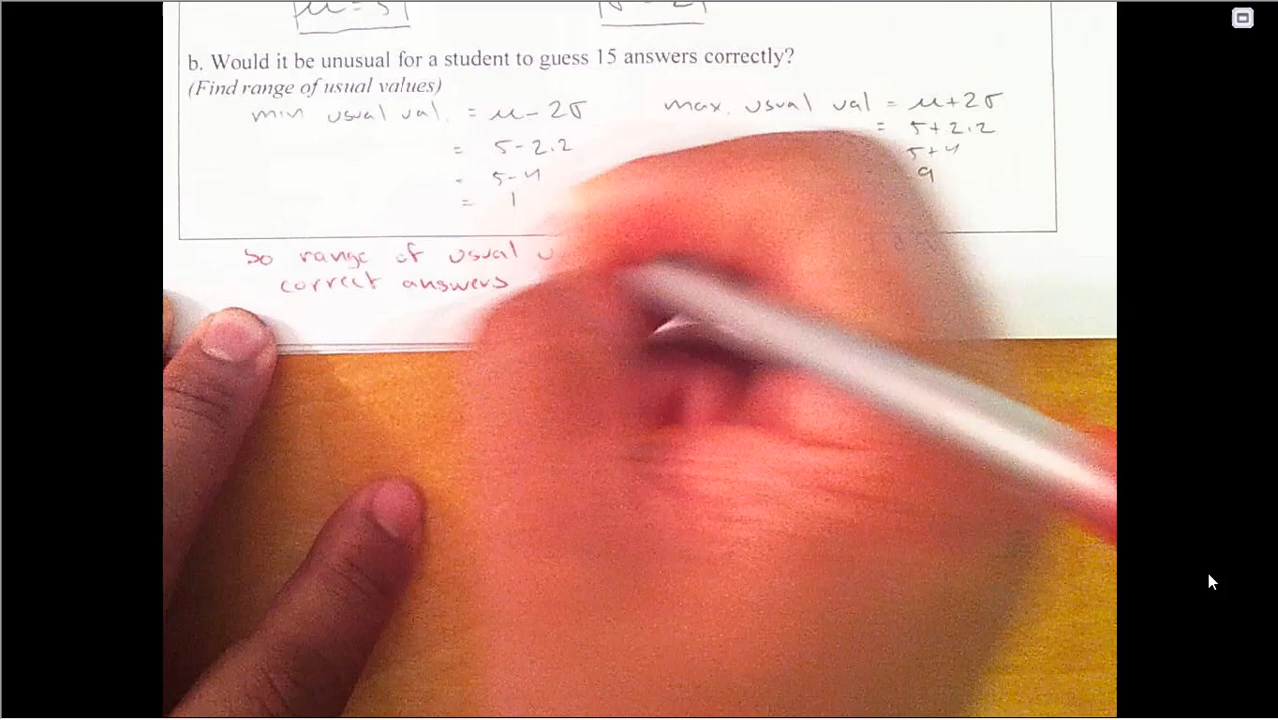 μ = 5
b. Would it be unusual for a student to guess 15 answers correctly?
(Find range of usual values)
min usual val. = μ - 2σ
= 5 - 2.2
= 5-4
= 1
max. usual val = μ+2σ
= 5+2.2
5+4
9
So range of usual
correct answers